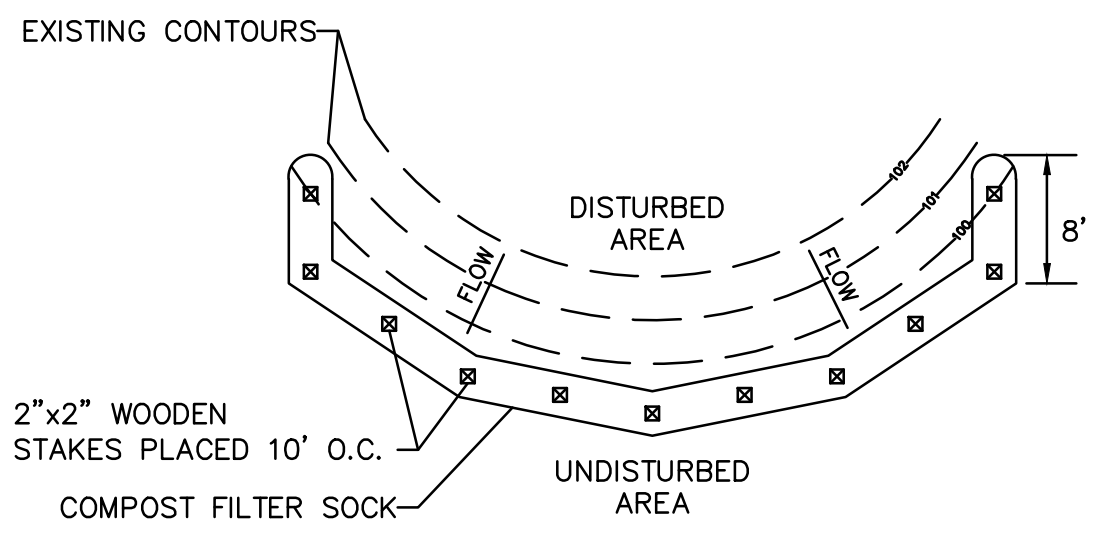 EXISTING CONTOURS
102
101
100
DISTURBED
AREA
8'
FLOW
FLOW
2”x2” WOODEN
STAKES PLACED 10' O.C.
COMPOST FILTER SOCK
UNDISTURBED
AREA